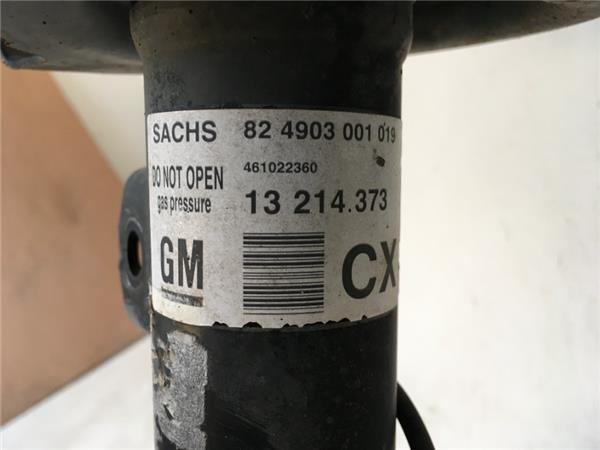 SACHS 82 4903 001 019
DO NOT OPEN 461022360
gas pressure 13 214.373
GM CX